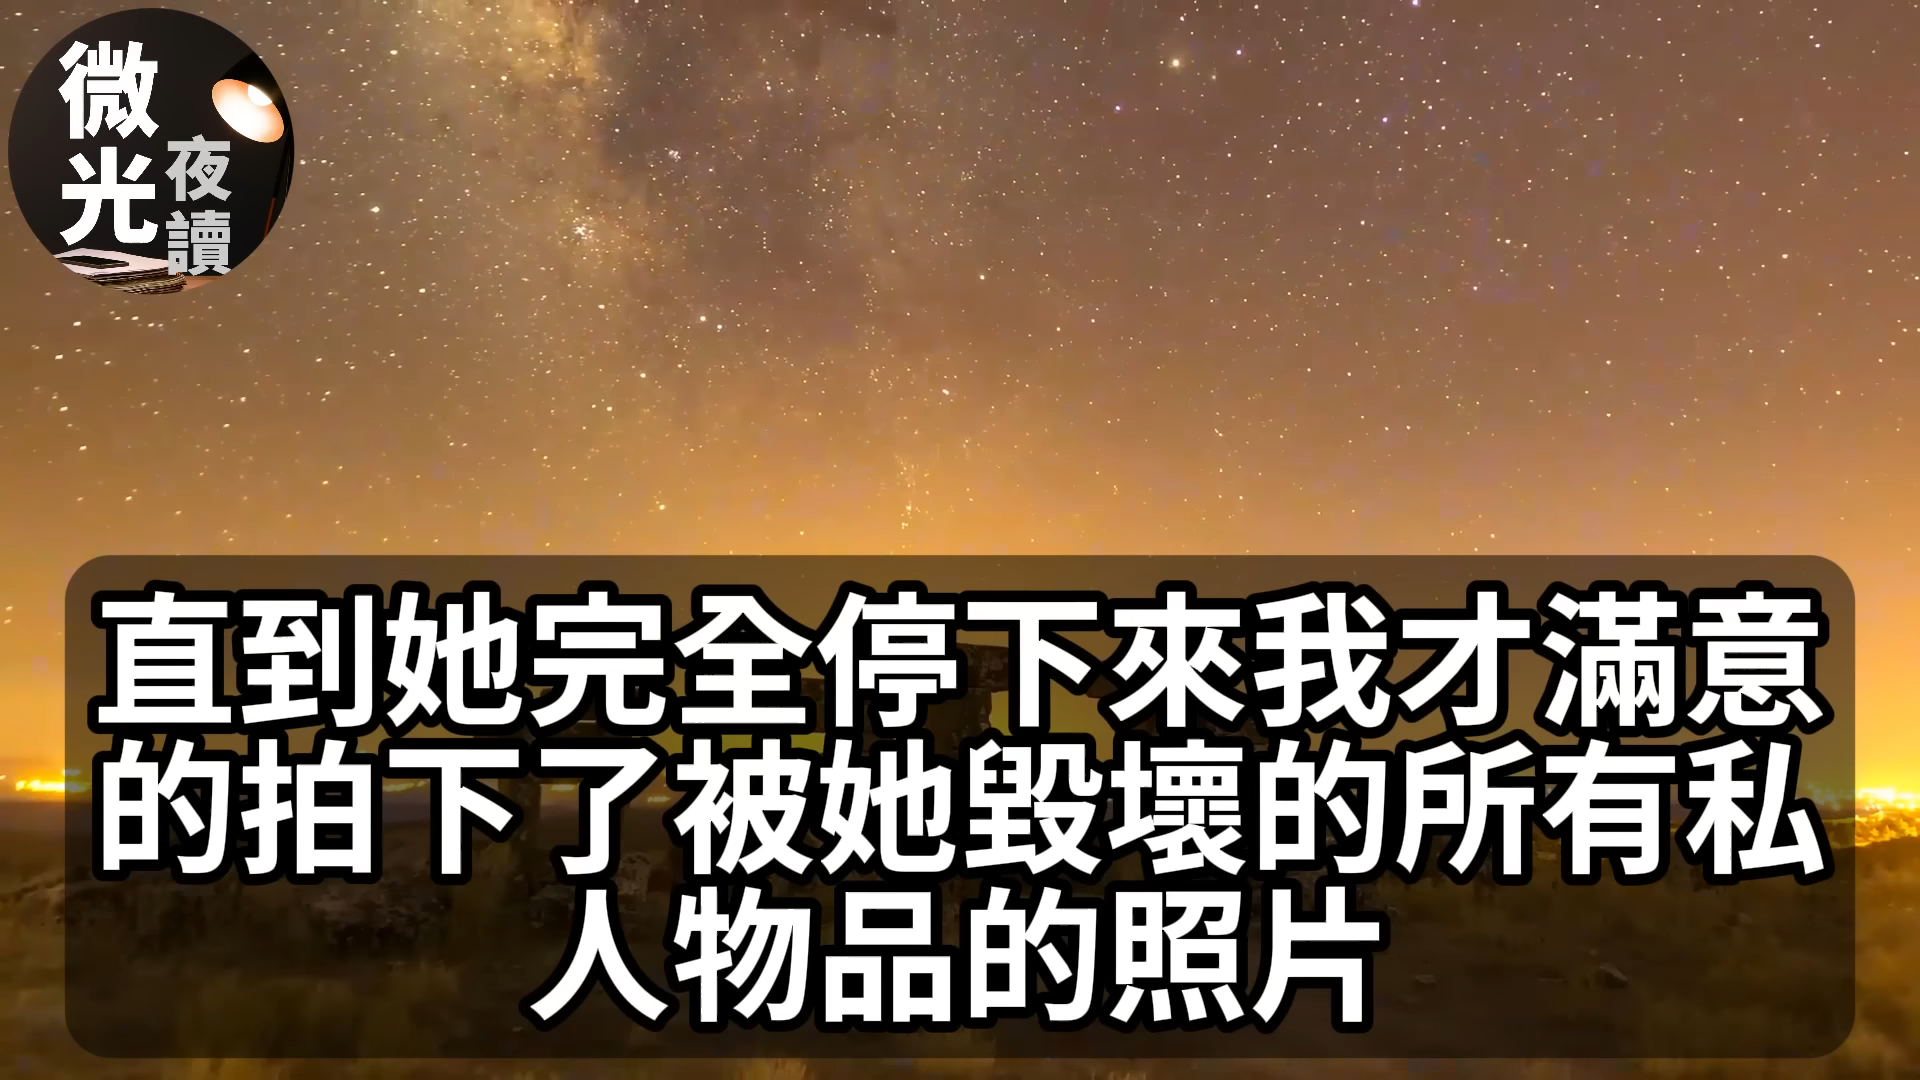 微光
夜讀
直到她完全停下來我才滿意
的拍下了被她毀壞的所有私
人物品的照片